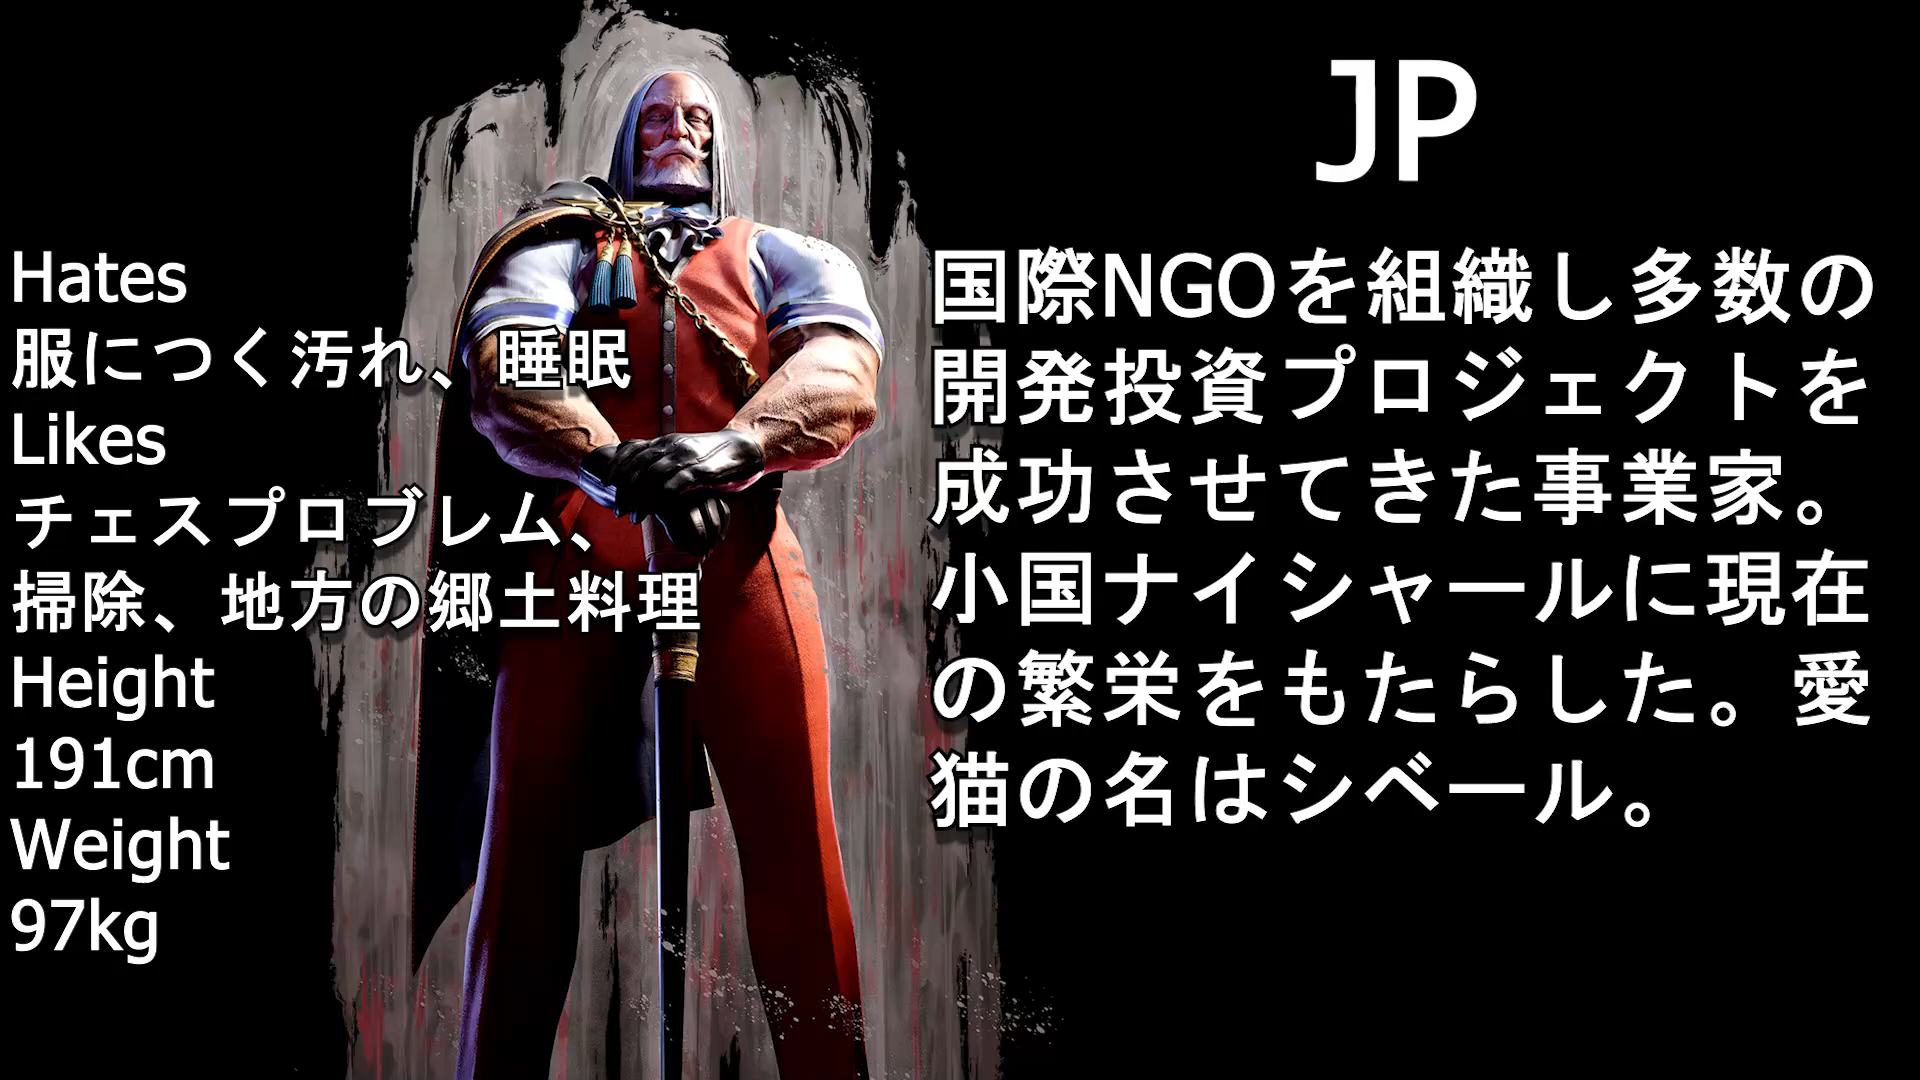 JP
Hates
服につく汚れ、睡眠
Likes
チェスプロブレム、
掃除、地方の郷土料理
Height
191cm
Weight
97kg
国際NGOを組織し多数の
開発投資プロジェクトを
成功させてきた事業家。
小国ナイシャールに現在
の繁栄をもたらした。愛
猫の名はシベール。